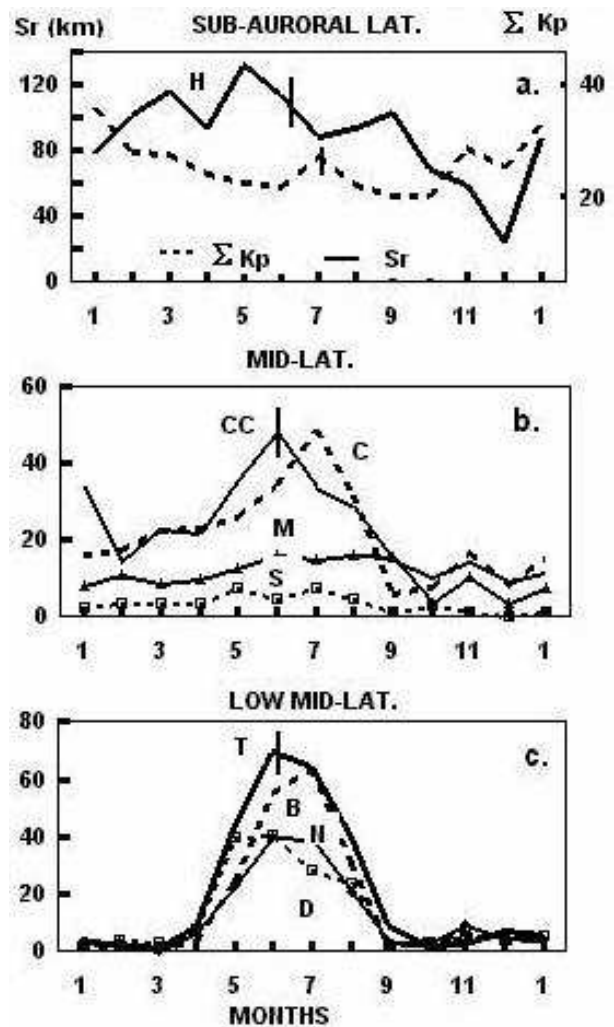 Sr (km) SUB-AURORAL LAT. Σ Kp
120 H a. 40
80
40 20
Σ Kp Sr
0
1 3 5 7 9 11 1
MID-LAT.
60
CC C b.
40
20 M
S
0
1 3 5 7 9 11 1
LOW MID-LAT.
80
T c.
60
B
40 N
20 D
0
1 3 5 7 9 11 1
MONTHS